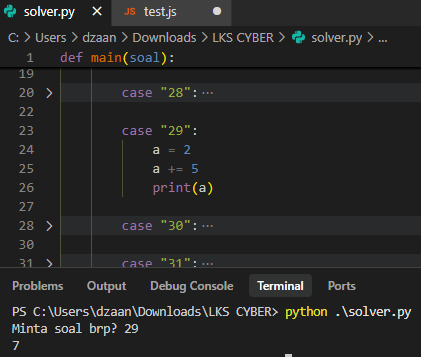 solver.py
JS test.js
C: > Users > dzaan > Downloads > LKS CYBER > solver.py > ...
1 def main(soal):
19
20 case "28":...
22
23 case "29":
24 a = 2
25 a += 5
26 print(a)
27
28 case "30":...
30
31 case "31":...
Problems Output Debug Console Terminal Ports
PS C:\Users\dzaan\Downloads\LKS CYBER> python .\solver.py
Minta soal brp? 29
7